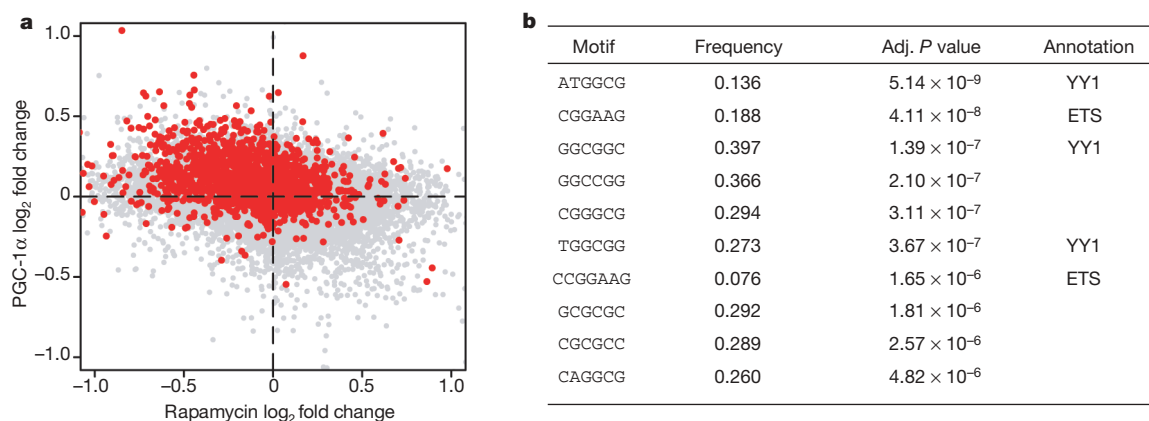 a
PGC-1α log2 fold change
1.0
0.5
0
−0.5
−1.0
−1.0 −0.5 0 0.5 1.0
Rapamycin log2 fold change
b
Motif Frequency Adj. P value Annotation
ATGGCG 0.136 5.14 × 10–9 YY1
CGGAAG 0.188 4.11 × 10–8 ETS
GGCGGC 0.397 1.39 × 10–7 YY1
GGCCGG 0.366 2.10 × 10–7
CGGGCG 0.294 3.11 × 10–7
TGGCGG 0.273 3.67 × 10–7 YY1
CCGGAAG 0.076 1.65 × 10–6 ETS
GCGCGC 0.292 1.81 × 10–6
CGCGCC 0.289 2.57 × 10–6
CAGGCG 0.260 4.82 × 10–6